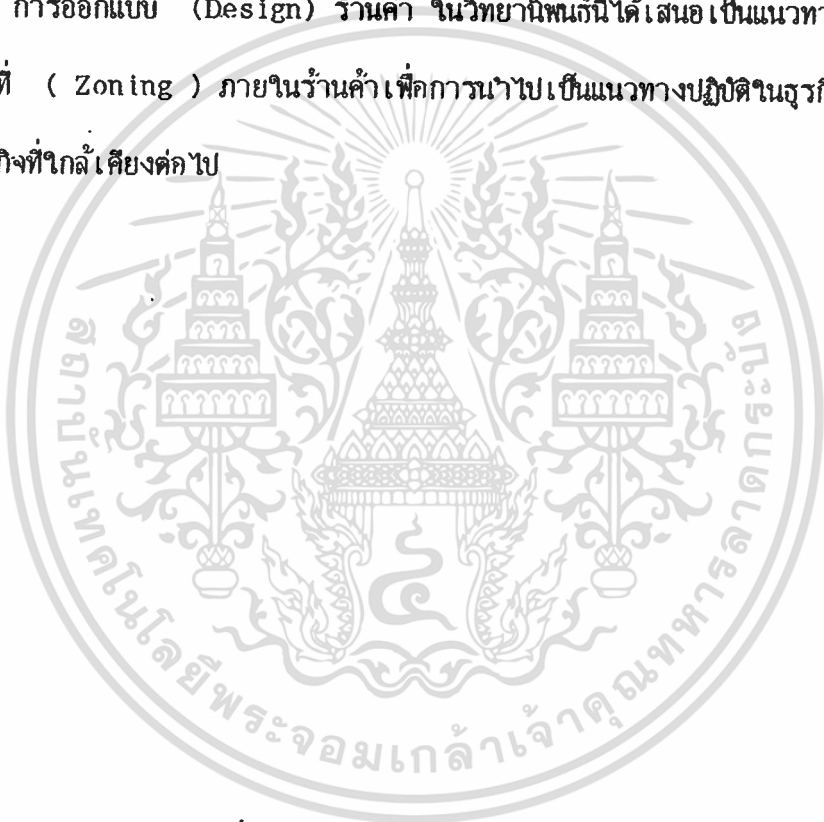 การออกแบบ (Design) ร้านค้า ในวิทยานิพนธ์นี้ได้เสนอเป็นแนวทา
ที่ ( Zoning ) ภายในร้านค้าเพื่อการนำไปเป็นแนวทางปฏิบัติในธุรกิ
กิจที่ใกล้เคียงต่อไป
สถาบันเทคโนโลยีพระจอมเกล้าเจ้าคุณทหารลาดกระบัง